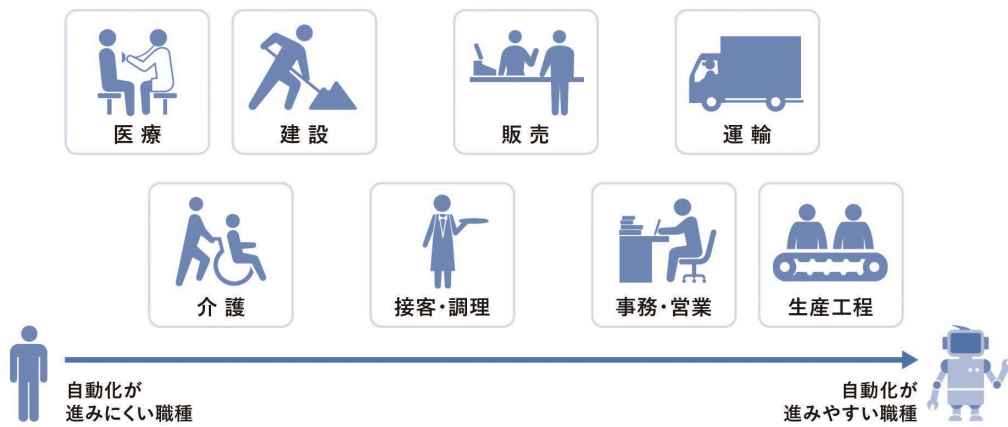 医療
建設
販売
運輸
介護
接客・調理
事務・営業
生産工程
自動化が
進みにくい職種
自動化が
進みやすい職種